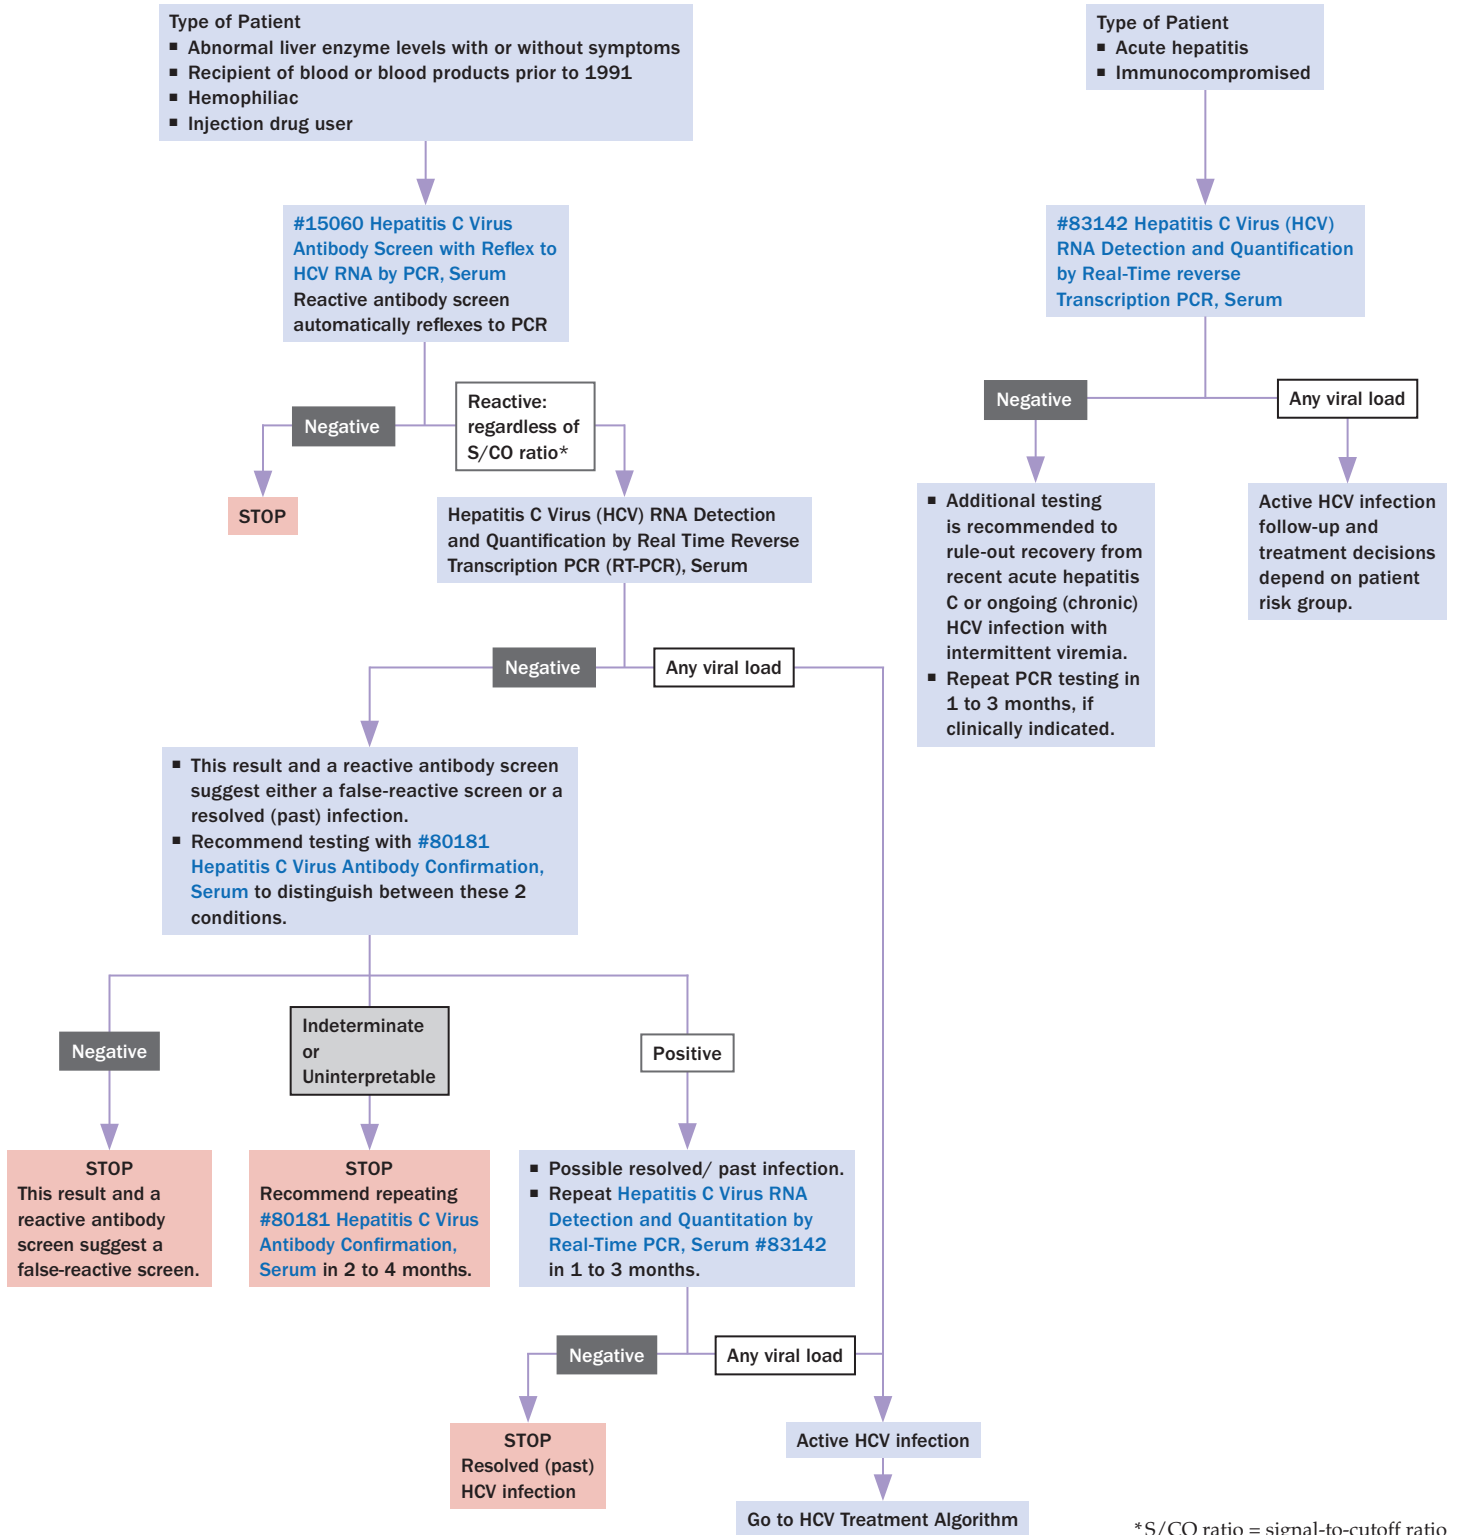 Type of Patient
▪ Abnormal liver enzyme levels with or without symptoms
▪ Recipient of blood or blood products prior to 1991
▪ Hemophiliac
▪ Injection drug user
Type of Patient
▪ Acute hepatitis
▪ Immunocompromised
#15060 Hepatitis C Virus
Antibody Screen with Reflex to
HCV RNA by PCR, Serum
Reactive antibody screen
automatically reflexes to PCR
#83142 Hepatitis C Virus (HCV)
RNA Detection and Quantification
by Real-Time reverse
Transcription PCR, Serum
Negative
Reactive:
regardless of
S/CO ratio*
Negative
Any viral load
STOP
Hepatitis C Virus (HCV) RNA Detection
and Quantification by Real Time Reverse
Transcription PCR (RT-PCR), Serum
▪ Additional testing
is recommended to
rule-out recovery from
recent acute hepatitis
C or ongoing (chronic)
HCV infection with
intermittent viremia.
▪ Repeat PCR testing in
1 to 3 months, if
clinically indicated.
Active HCV infection
follow-up and
treatment decisions
depend on patient
risk group.
Negative
Any viral load
▪ This result and a reactive antibody screen
suggest either a false-reactive screen or a
resolved (past) infection.
▪ Recommend testing with #80181
Hepatitis C Virus Antibody Confirmation,
Serum to distinguish between these 2
conditions.
Negative
Indeterminate
or
Uninterpretable
Positive
STOP
This result and a
reactive antibody
screen suggest a
false-reactive screen.
STOP
Recommend repeating
#80181 Hepatitis C Virus
Antibody Confirmation,
Serum in 2 to 4 months.
▪ Possible resolved/ past infection.
▪ Repeat Hepatitis C Virus RNA
Detection and Quantitation by
Real-Time PCR, Serum #83142
in 1 to 3 months.
Negative
Any viral load
STOP
Resolved (past)
HCV infection
Active HCV infection
Go to HCV Treatment Algorithm
*S/CO ratio = signal-to-cutoff ratio